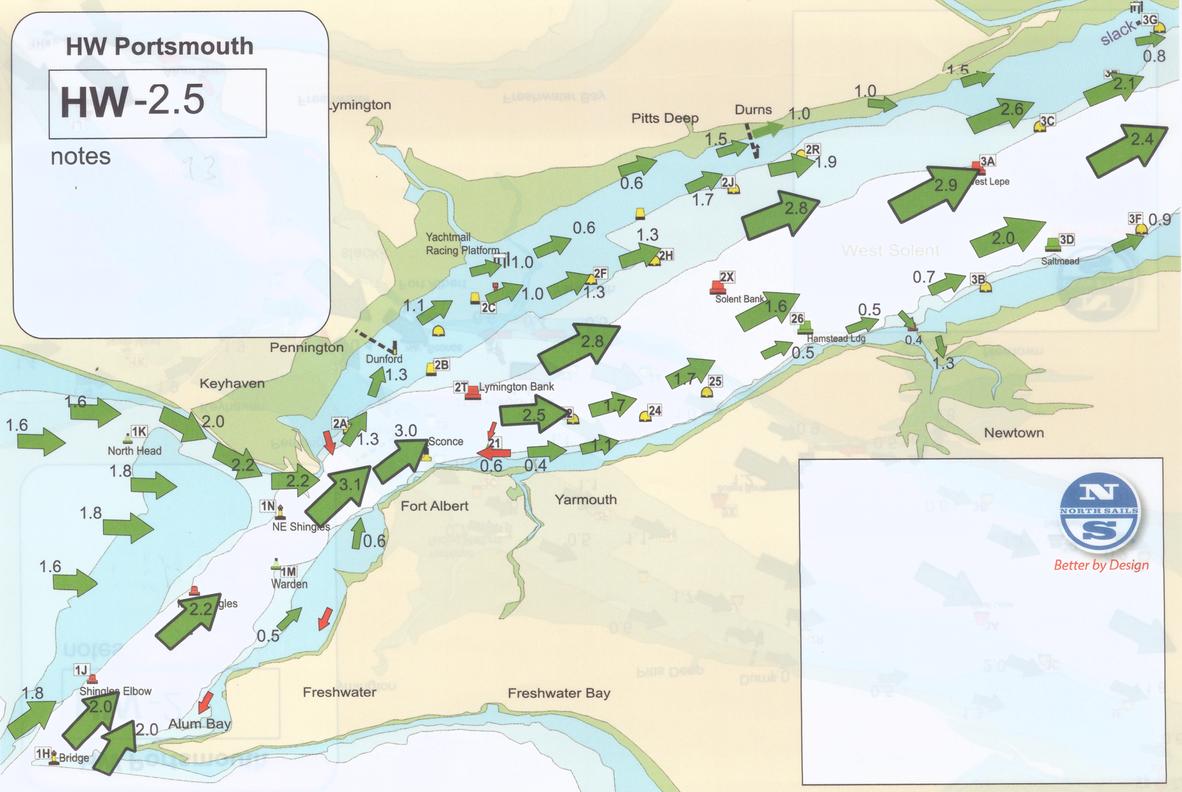 HW Portsmouth
HW-2.5
notes
Lymington
Pitts Deep
Durns
1.0
1.5
1.0
1.5
slack
3G
0.8
2.1
2.6
3C
2.4
2R
1.9
0.6
2J
1.7
3A
West Lepe
2.9
2.8
3F
0.9
3D
Saltmead
2.0
West Solent
Yachtmail
Racing Platform
1.0
0.6
1.3
2H
2F
1.3
1.0
2C
1.1
2X
Solent Bank
1.6
26
Hamstead Ldg
0.7
3B
0.5
0.4
1.3
0.5
Pennington
Dunford
1.3
2B
2.8
Keyhaven
2T
Lymington Bank
1.7
25
1.6
1.6
2.0
1K
North Head
2A
1.3
3.0
Sconce
2.5
1.7
24
21
0.6
0.4
1.1
Newtown
2.2
2.2
1.8
3.1
1N
NE Shingles
Fort Albert
Yarmouth
1.8
0.6
1.6
1M
Warden
2.2
0.5
1J
Shingles Elbow
1.8
2.0
2.0
Alum Bay
Freshwater
Freshwater Bay
1H
Bridge
N
NORTH SAILS
S
Better by Design